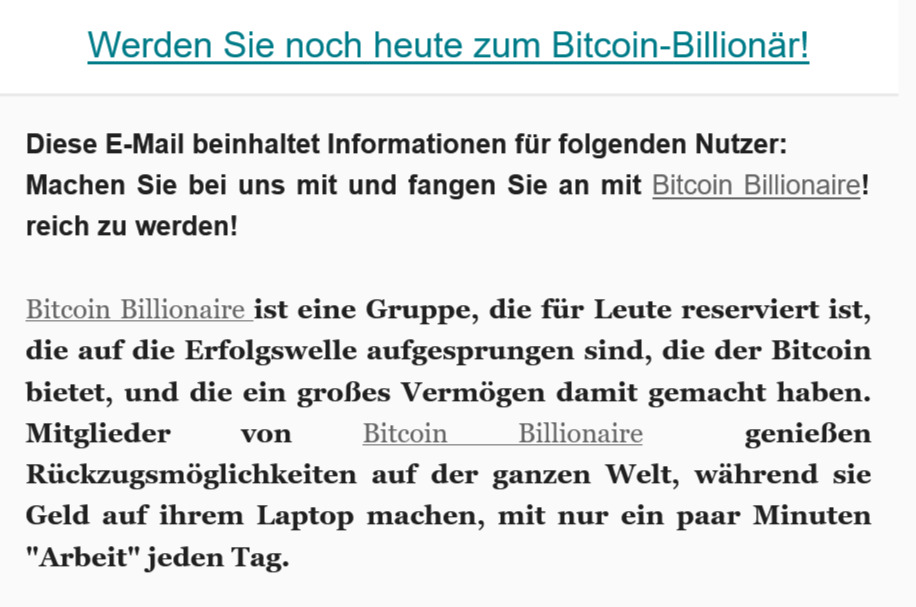 Werden Sie noch heute zum Bitcoin-Billionär!
Diese E-Mail beinhaltet Informationen für folgenden Nutzer:
Machen Sie bei uns mit und fangen Sie an mit Bitcoin Billionaire!
reich zu werden!
Bitcoin Billionaire ist eine Gruppe, die für Leute reserviert ist,
die auf die Erfolgswelle aufgesprungen sind, die der Bitcoin
bietet, und die ein großes Vermögen damit gemacht haben.
Mitglieder von Bitcoin Billionaire genießen
Rückzugsmöglichkeiten auf der ganzen Welt, während sie
Geld auf ihrem Laptop machen, mit nur ein paar Minuten
"Arbeit" jeden Tag.